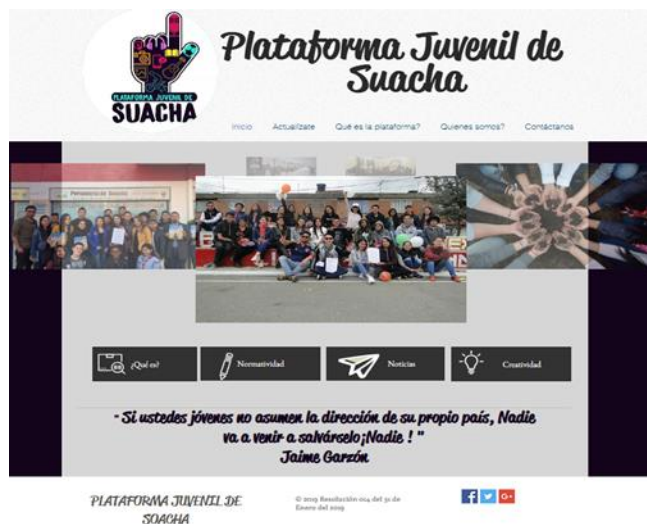 Plataforma Juvenil de
Suacha
PLATAFORMA JUVENIL DE
SUACHA
Inicio Actualízate Qué es la plataforma? Quienes somos? Contáctanos
¿Qué es? Normatividad Noticias Creatividad
- Si ustedes jóvenes no asumen la dirección de su propio país, Nadie
va a venir a salvárselo ¡Nadie ! "
Jaime Garzón
PLATAFORMA JUVENIL DE
SUACHA
© 2019 Resolución 014 del 31 de
Enero del 2019